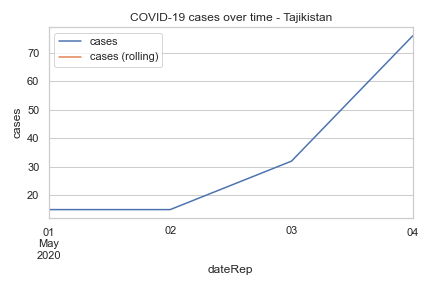 COVID-19 cases over time - Tajikistan
cases
cases (rolling)
70
60
50
40
30
20
cases
01
May
2020
02
03
04
dateRep